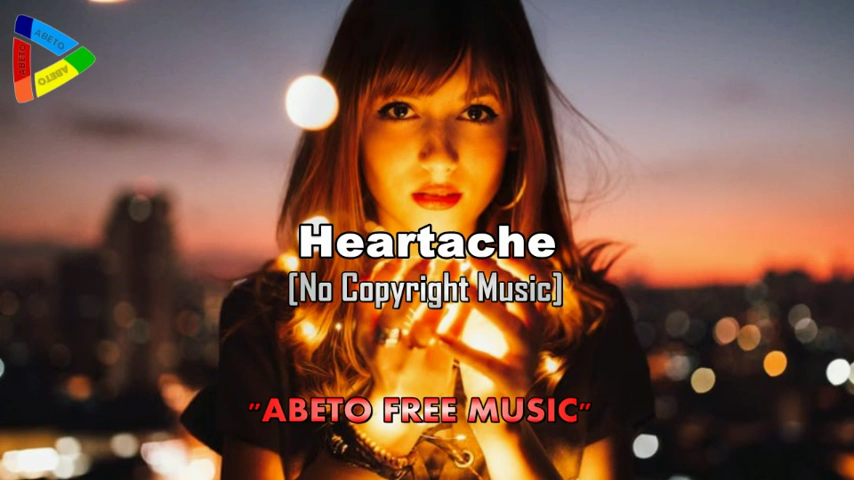 ABETO
ABETO
ABETO
Heartache
[No Copyright Music]
"ABETO FREE MUSIC"